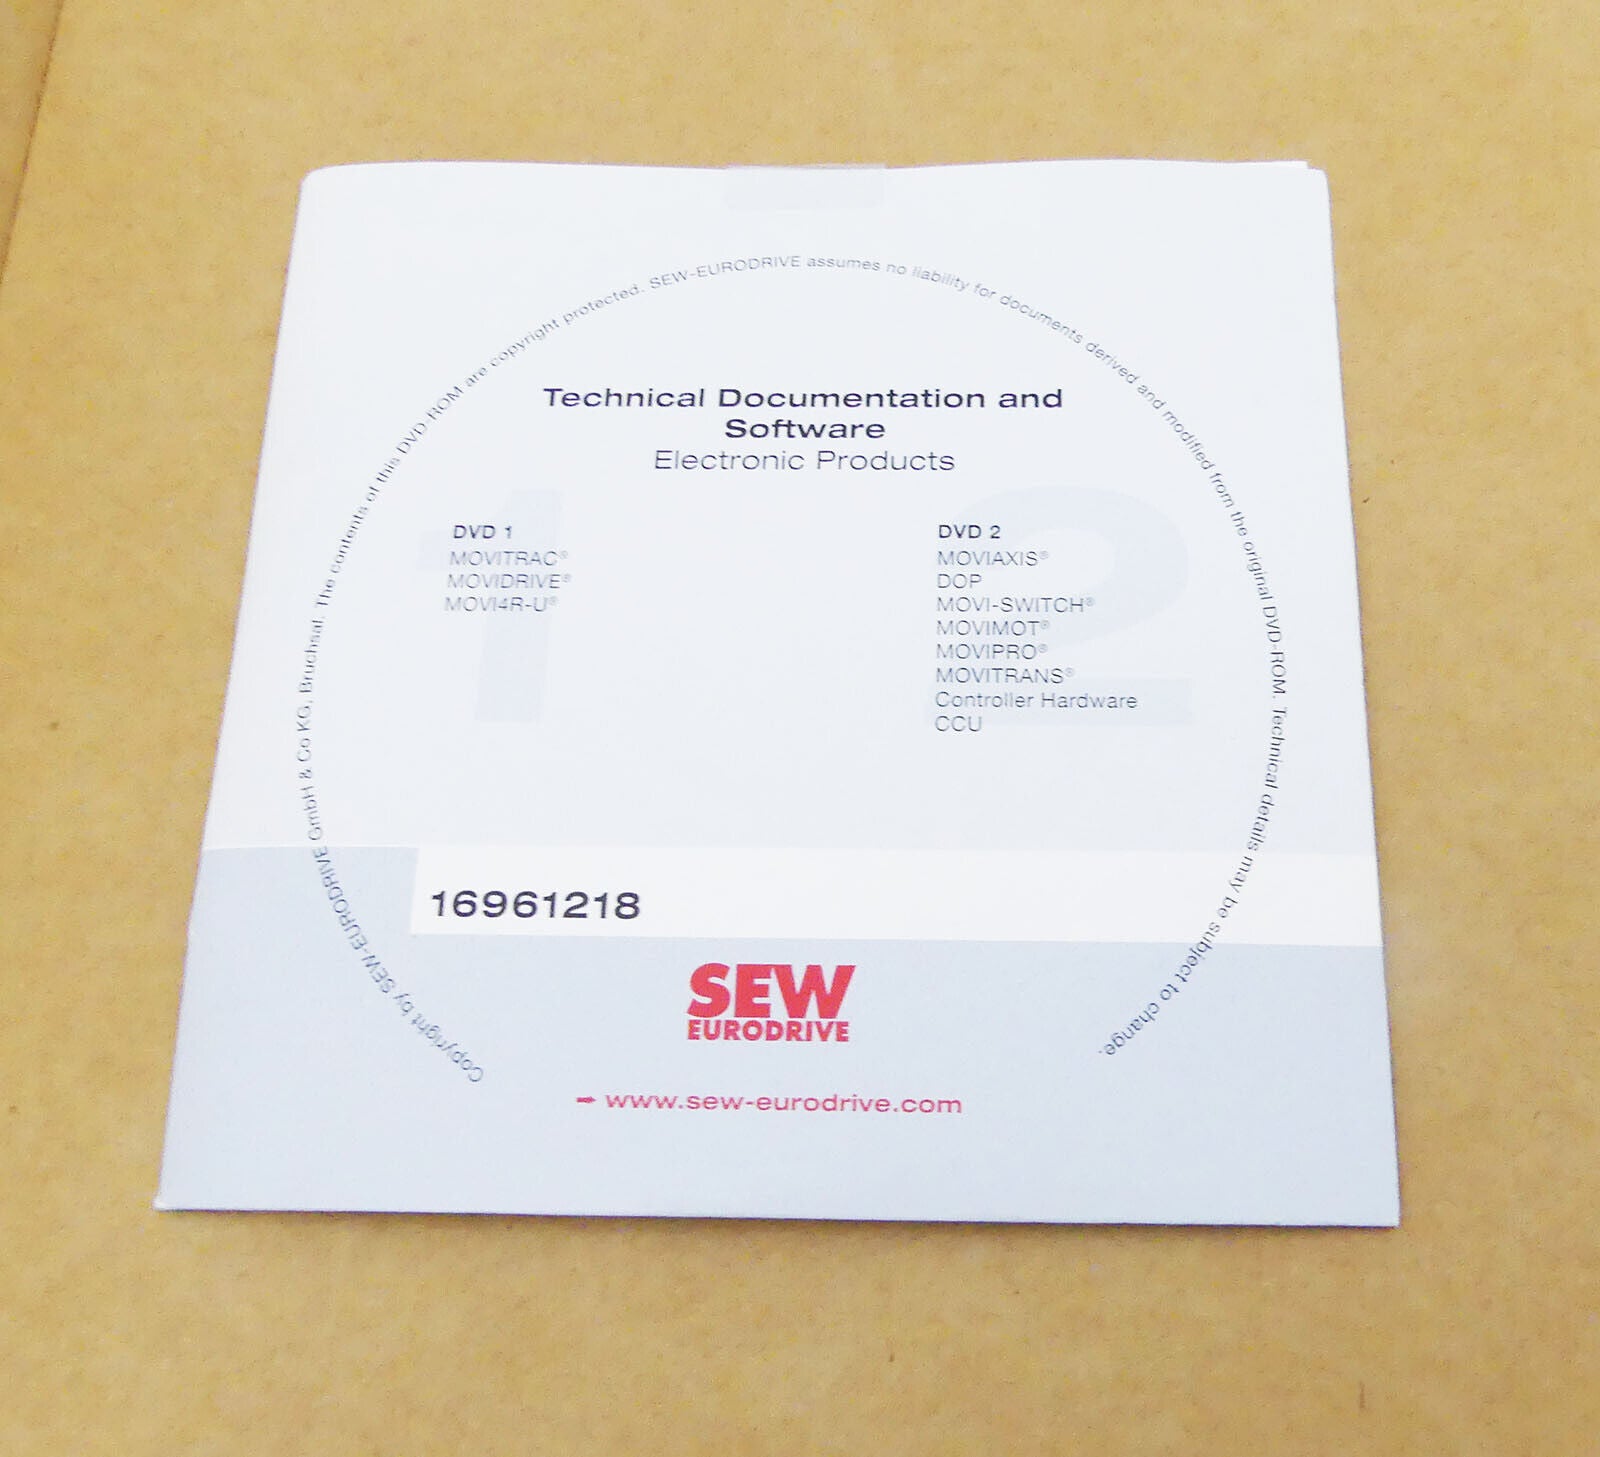 Copyright by SEW-EURODRIVE GmbH & Co KG, Bruchsal. The contents of this DVD-ROM are copyright protected. SEW-EURODRIVE assumes no liability for documents derived and modified from the original DVD-ROM. Technical details may be subject to change.
Technical Documentation and
Software
Electronic Products
1
DVD 1
MOVITRAC®
MOVIDRIVE®
MOVI4R-U®
2
DVD 2
MOVIAXIS®
DOP
MOVI-SWITCH®
MOVIMOT®
MOVIPRO®
MOVITRANS®
Controller Hardware
CCU
16961218
SEW
EURODRIVE
➞ www.sew-eurodrive.com